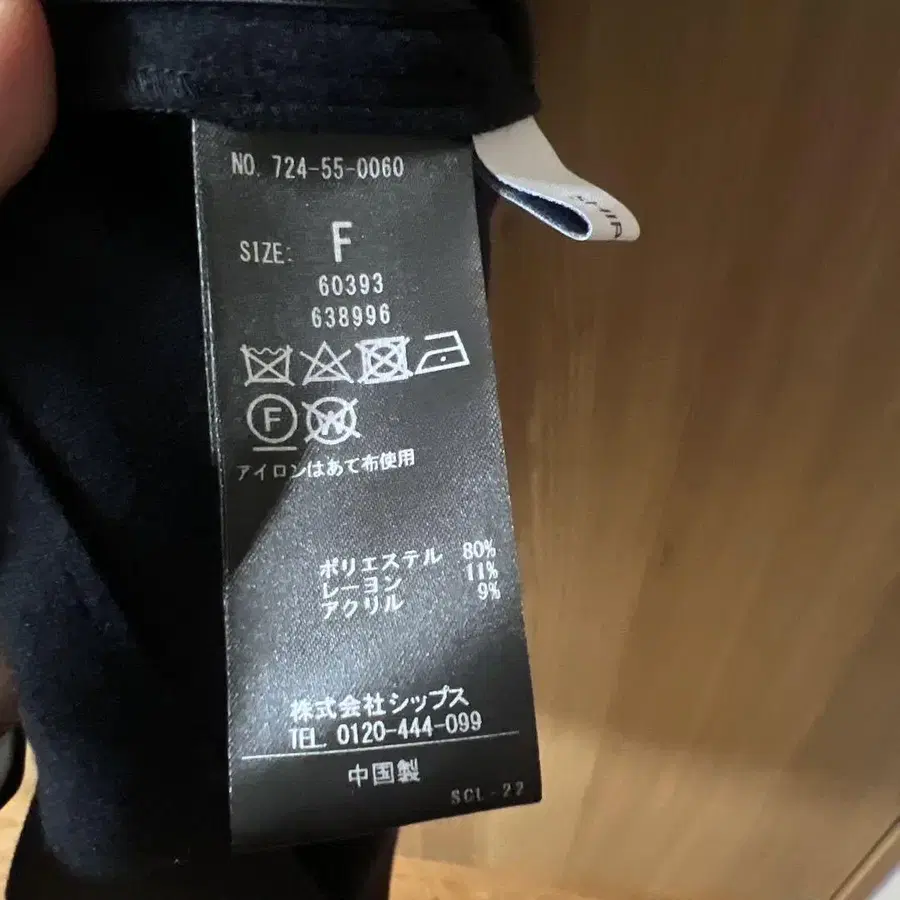 NO. 724-55-0060
SIZE: F
60393
638996
F
W
アイロンはあて布使用
ポリエステル 80%
レーヨン 11%
アクリル 9%
株式会社シップス
TEL. 0120-444-099
中国製
SCL-22